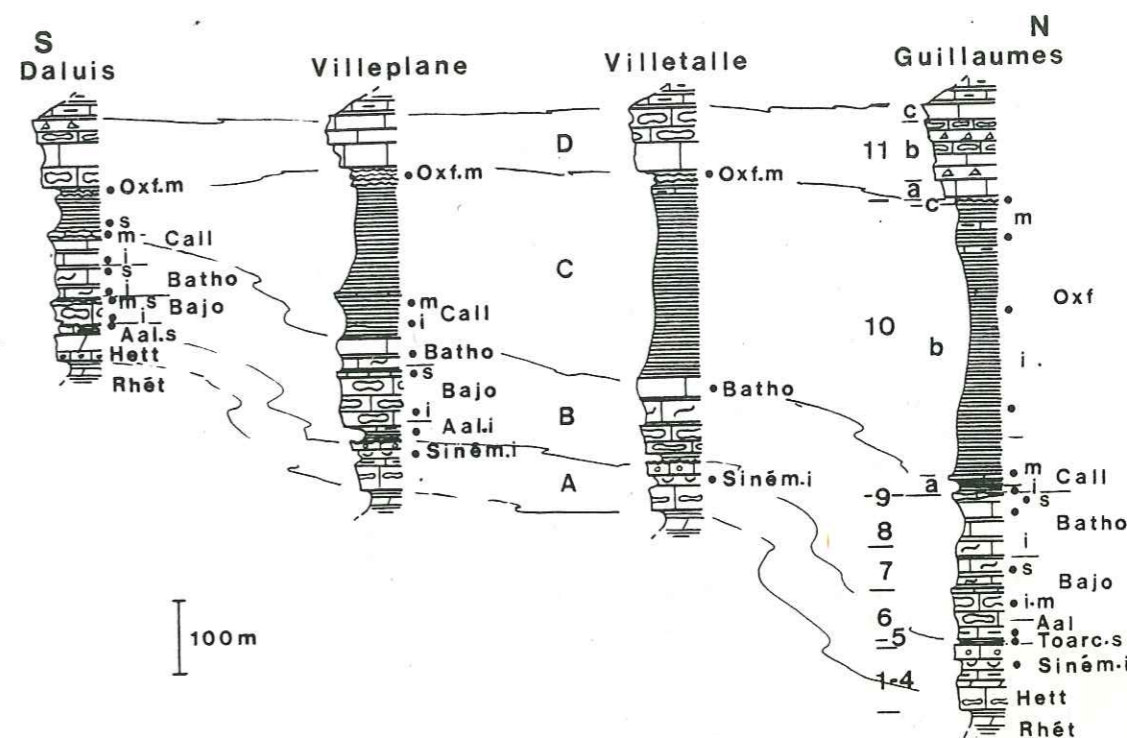 S N
Daluis Villeplane Villetalle Guillaumes
c
D 11 b
Oxf.m Oxf.m Oxf.m a
c
m
s
m- Call
C Oxf
i
s Batho 10
i b
m.s Bajo m
Call i.
i i
Aal.s
Hett Batho Batho
Rhét s
Bajo
i B
Aal.i m
Siném.i Siném.i a i Call
A -9 s
8 Batho
i
7 s
Bajo
6 i.m
Aal
100m -5 Toarc.s
Siném.i
1-4
Hett
Rhét